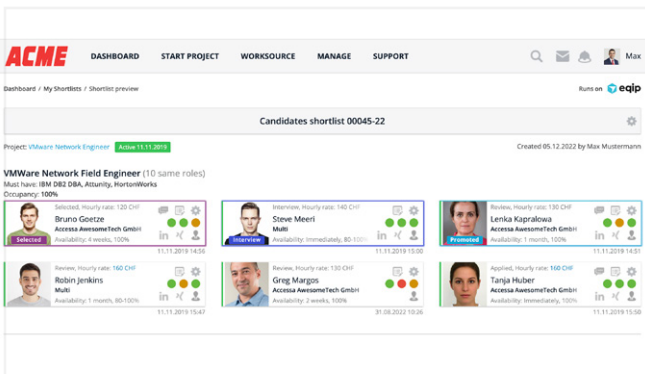 ACME DASHBOARD START PROJECT WORKSOURCE MANAGE SUPPORT Max
Dashboard / My Shortlists / Shortlist preview Runs on eqip
Candidates shortlist 00045-22
Project: VMware Network Engineer Active 11.11.2019 Created 05.12.2022 by Max Mustermann
VMWare Network Field Engineer (10 same roles)
Must have: IBM DB2 DBA, Attunity, HortonWorks
Occupancy: 100%
Selected, Hourly rate: 120 CHF
Bruno Goetze
Accessa AwesomeTech GmbH
Availability: 4 weeks, 100%
Selected
11.11.2019 14:56
Interview, Hourly rate: 140 CHF
Steve Meeri
Multi
Availability: Immediately, 80-100%
Interview
11.11.2019 15:00
Review, Hourly rate: 130 CHF
Lenka Kapralowa
Accessa AwesomeTech GmbH
Availability: 1 month, 100%
Promoted
11.11.2019 14:51
Review, Hourly rate: 160 CHF
Robin Jenkins
Multi
Availability: 1 month, 80-100%
11.11.2019 15:47
Review, Hourly rate: 130 CHF
Greg Margos
Accessa AwesomeTech GmbH
Availability: 2 weeks, 100%
31.08.2022 10:26
Applied, Hourly rate: 160 CHF
Tanja Huber
Accessa AwesomeTech GmbH
Availability: Immediately, 100%
11.11.2019 15:50